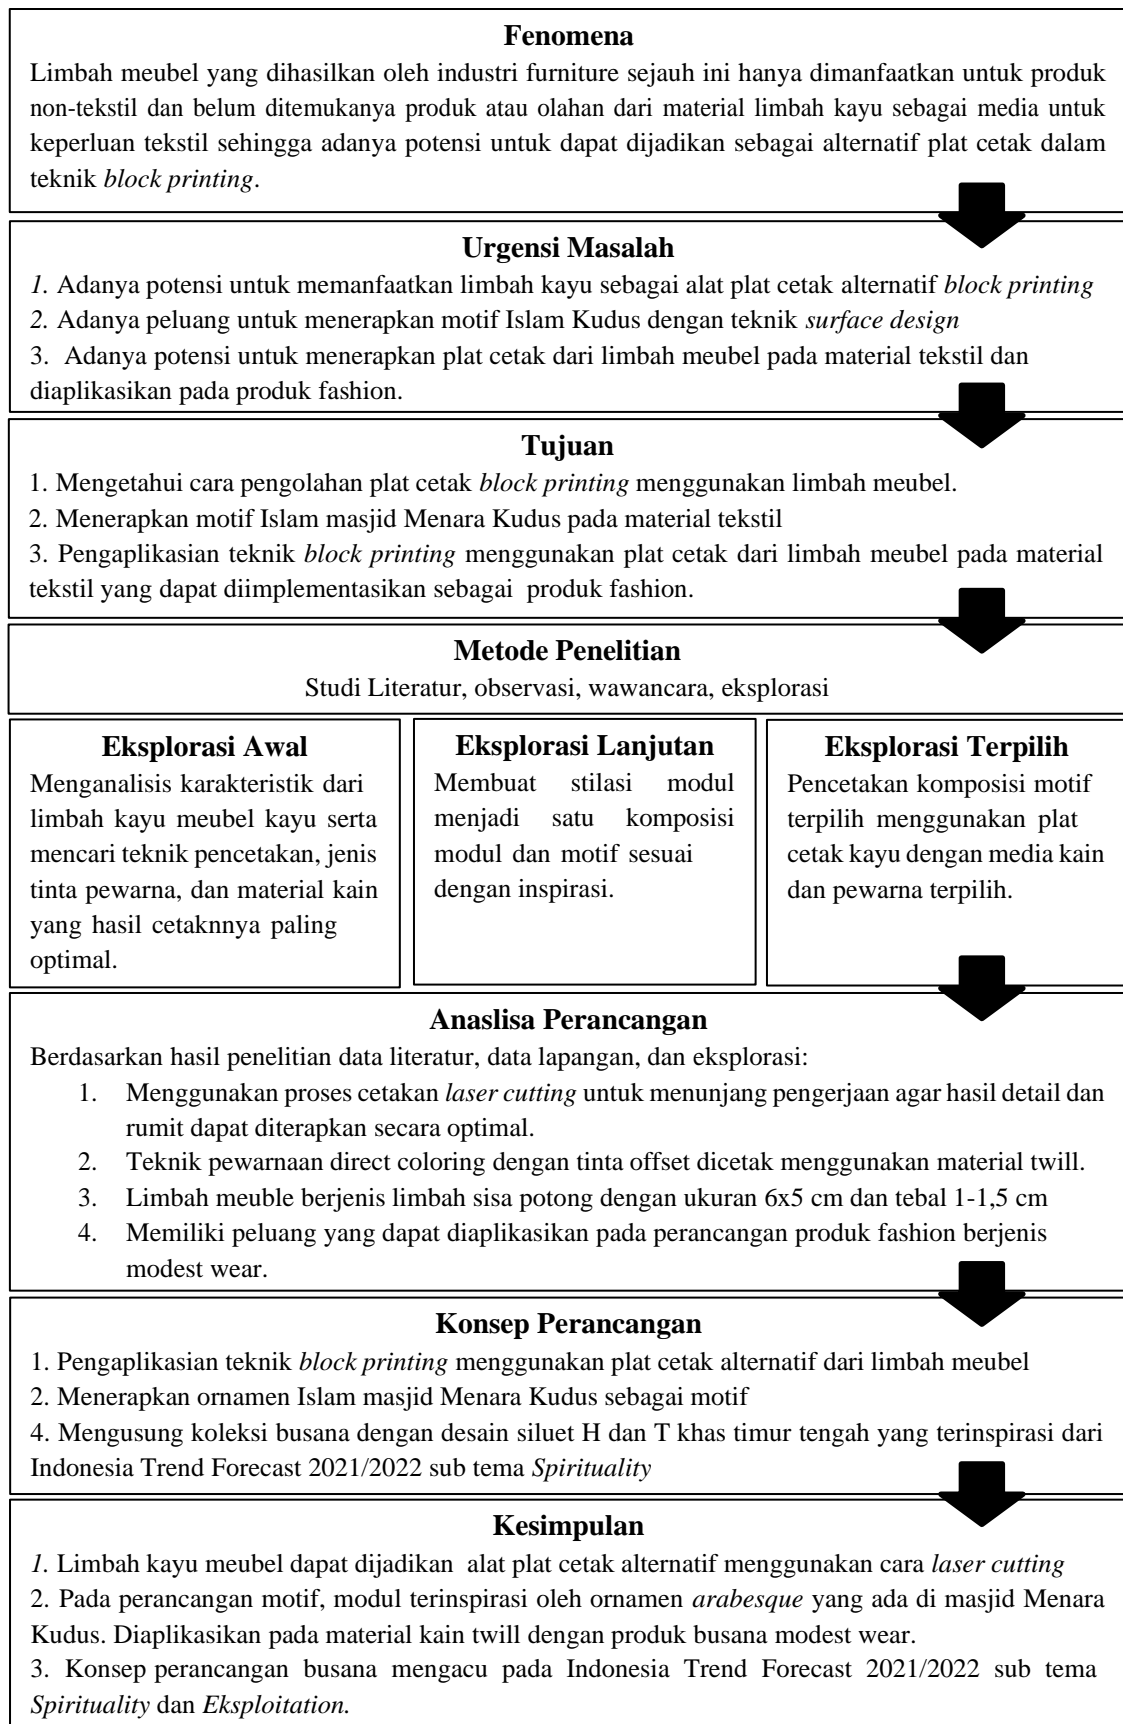 Fenomena
Limbah meubel yang dihasilkan oleh industri furniture sejauh ini hanya dimanfaatkan untuk produk
non-tekstil dan belum ditemukanya produk atau olahan dari material limbah kayu sebagai media untuk
keperluan tekstil sehingga adanya potensi untuk dapat dijadikan sebagai alternatif plat cetak dalam
teknik block printing.
Urgensi Masalah
1. Adanya potensi untuk memanfaatkan limbah kayu sebagai alat plat cetak alternatif block printing
2. Adanya peluang untuk menerapkan motif Islam Kudus dengan teknik surface design
3. Adanya potensi untuk menerapkan plat cetak dari limbah meubel pada material tekstil dan
diaplikasikan pada produk fashion.
Tujuan
1. Mengetahui cara pengolahan plat cetak block printing menggunakan limbah meubel.
2. Menerapkan motif Islam masjid Menara Kudus pada material tekstil
3. Pengaplikasian teknik block printing menggunakan plat cetak dari limbah meubel pada material
tekstil yang dapat diimplementasikan sebagai produk fashion.
Metode Penelitian
Studi Literatur, observasi, wawancara, eksplorasi
Eksplorasi Awal
Menganalisis karakteristik dari
limbah kayu meubel kayu serta
mencari teknik pencetakan, jenis
tinta pewarna, dan material kain
yang hasil cetaknnya paling
optimal.
Eksplorasi Lanjutan
Membuat stilasi modul
menjadi satu komposisi
modul dan motif sesuai
dengan inspirasi.
Eksplorasi Terpilih
Pencetakan komposisi motif
terpilih menggunakan plat
cetak kayu dengan media kain
dan pewarna terpilih.
Anaslisa Perancangan
Berdasarkan hasil penelitian data literatur, data lapangan, dan eksplorasi:
1. Menggunakan proses cetakan laser cutting untuk menunjang pengerjaan agar hasil detail dan
rumit dapat diterapkan secara optimal.
2. Teknik pewarnaan direct coloring dengan tinta offset dicetak menggunakan material twill.
3. Limbah meuble berjenis limbah sisa potong dengan ukuran 6x5 cm dan tebal 1-1,5 cm
4. Memiliki peluang yang dapat diaplikasikan pada perancangan produk fashion berjenis
modest wear.
Konsep Perancangan
1. Pengaplikasian teknik block printing menggunakan plat cetak alternatif dari limbah meubel
2. Menerapkan ornamen Islam masjid Menara Kudus sebagai motif
4. Mengusung koleksi busana dengan desain siluet H dan T khas timur tengah yang terinspirasi dari
Indonesia Trend Forecast 2021/2022 sub tema Spirituality
Kesimpulan
1. Limbah kayu meubel dapat dijadikan alat plat cetak alternatif menggunakan cara laser cutting
2. Pada perancangan motif, modul terinspirasi oleh ornamen arabesque yang ada di masjid Menara
Kudus. Diaplikasikan pada material kain twill dengan produk busana modest wear.
3. Konsep perancangan busana mengacu pada Indonesia Trend Forecast 2021/2022 sub tema
Spirituality dan Eksploitation.